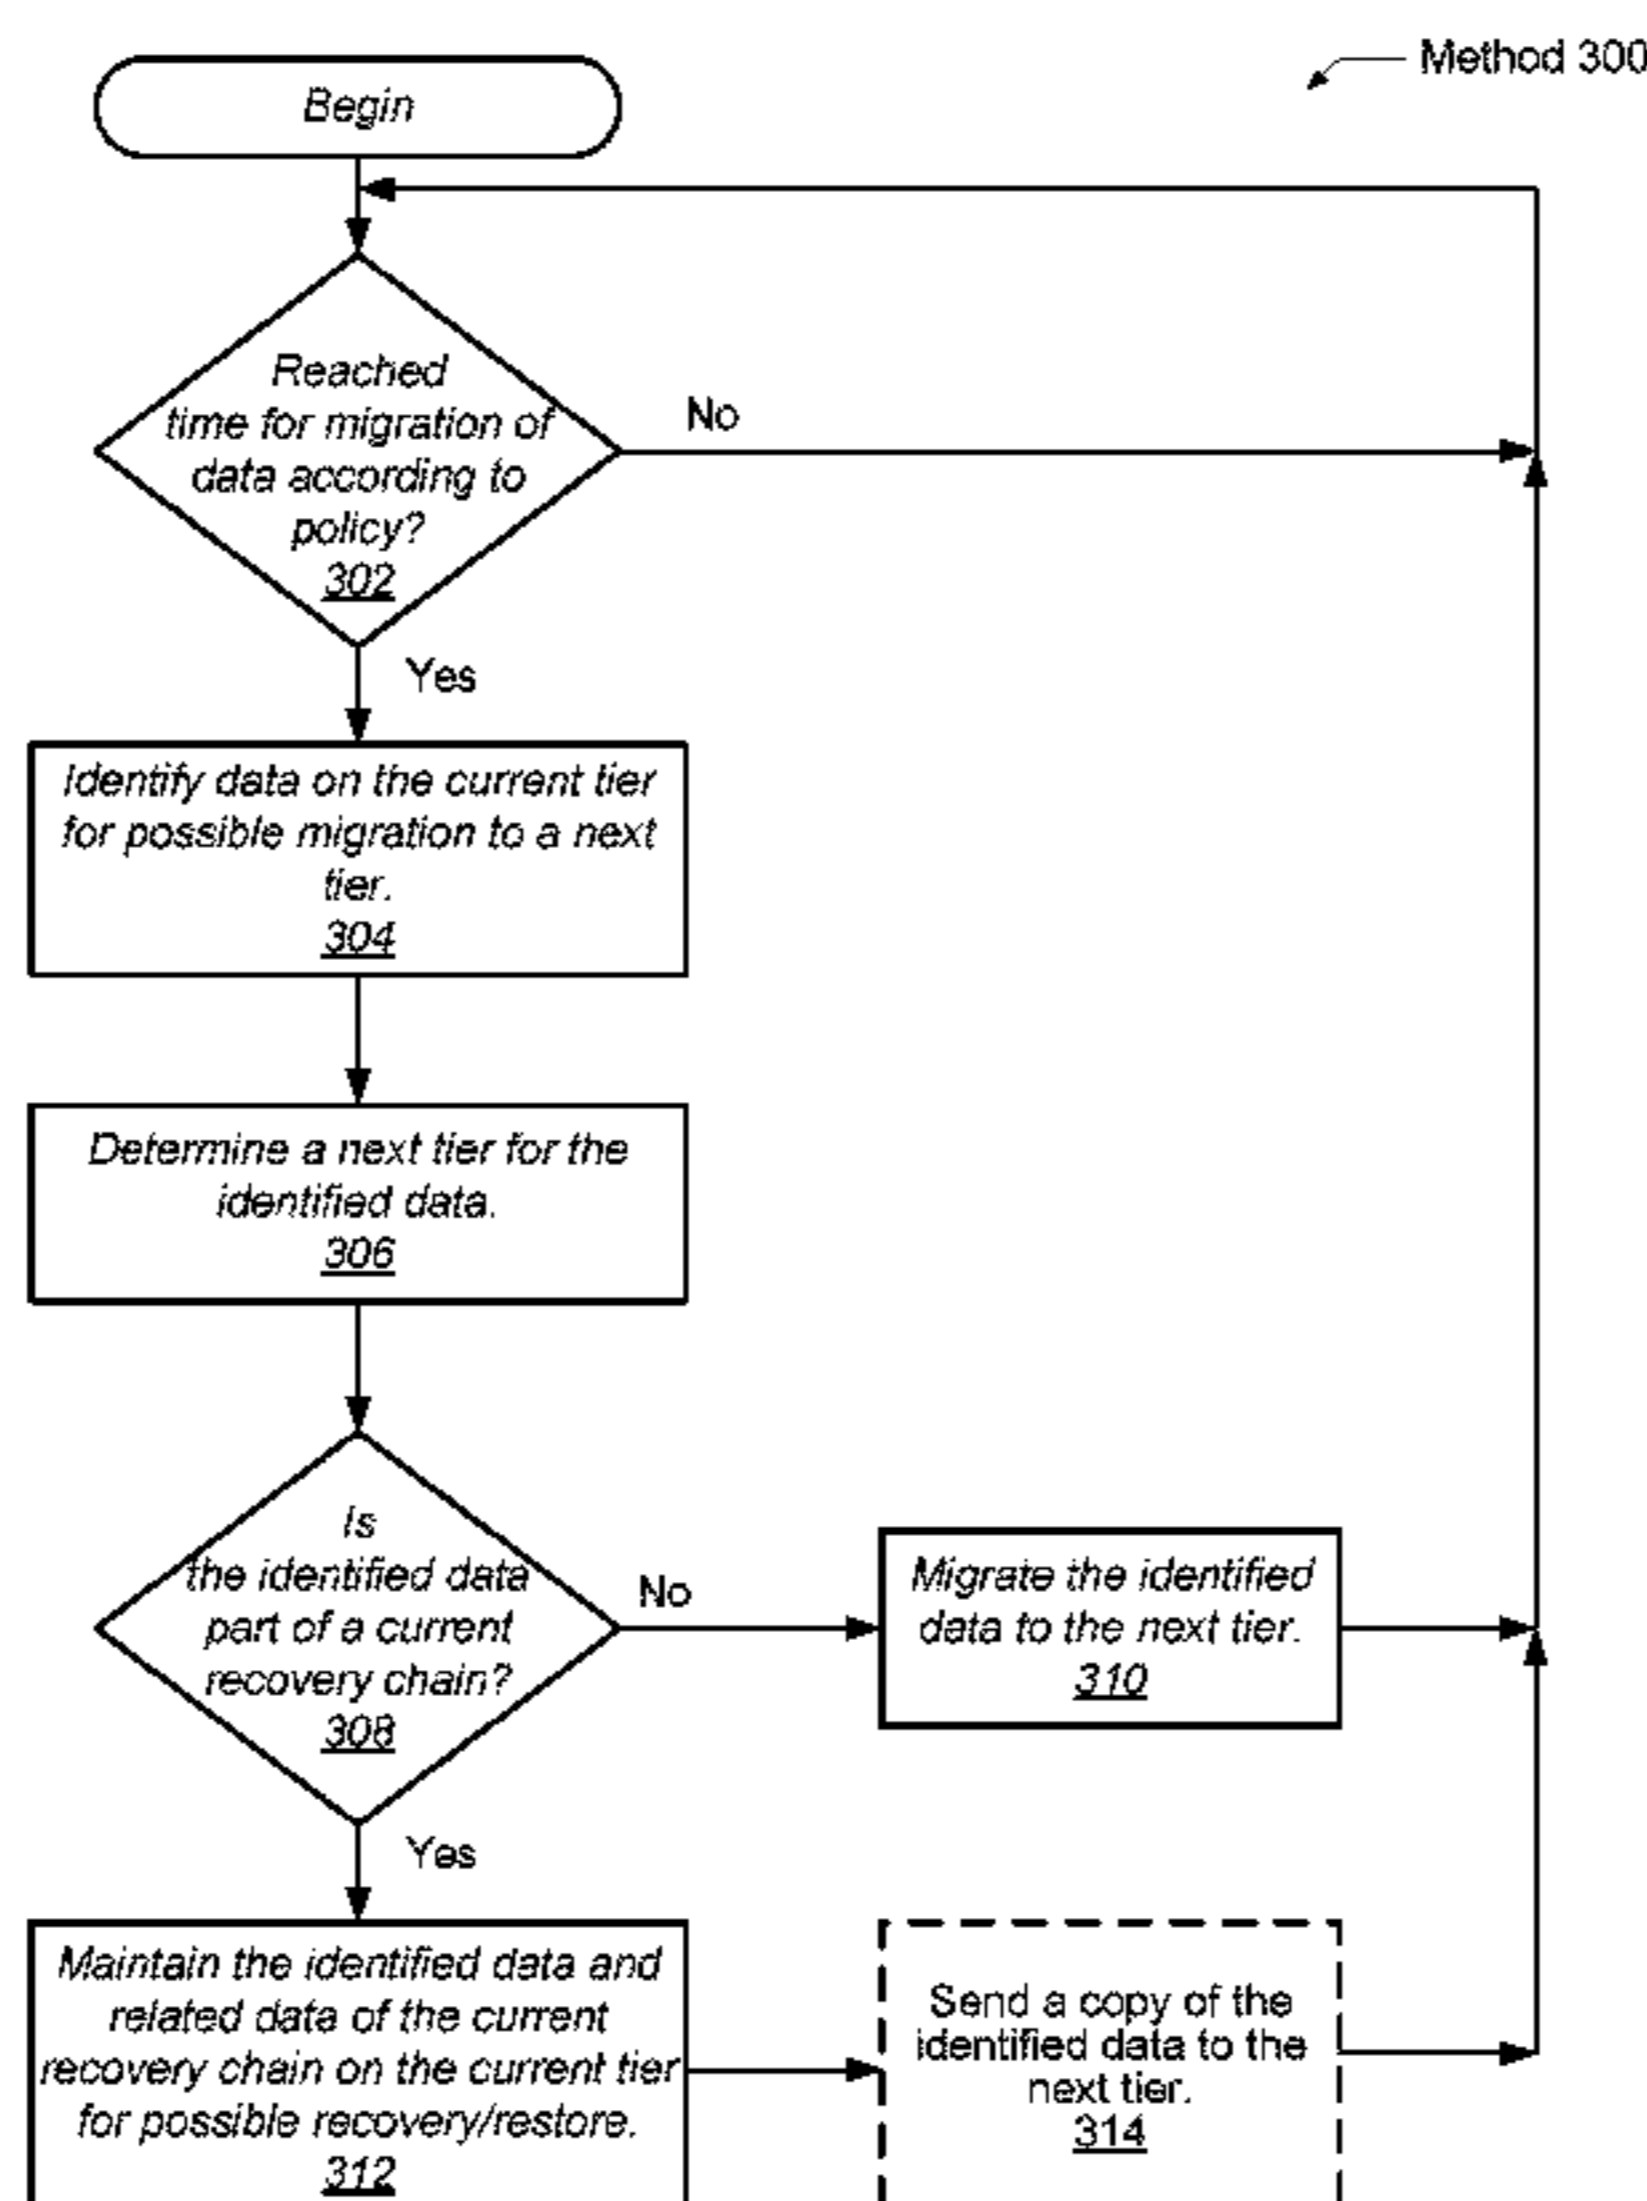 Method 300
Begin
Reached
time for migration of
data according to
policy?
302
No
Yes
Identify data on the current tier
for possible migration to a next
tier.
304
Determine a next tier for the
identified data.
306
Is
the identified data
part of a current
recovery chain?
308
No
Migrate the identified
data to the next tier.
310
Yes
Maintain the identified data and
related data of the current
recovery chain on the current tier
for possible recovery/restore.
312
Send a copy of the
identified data to the
next tier.
314